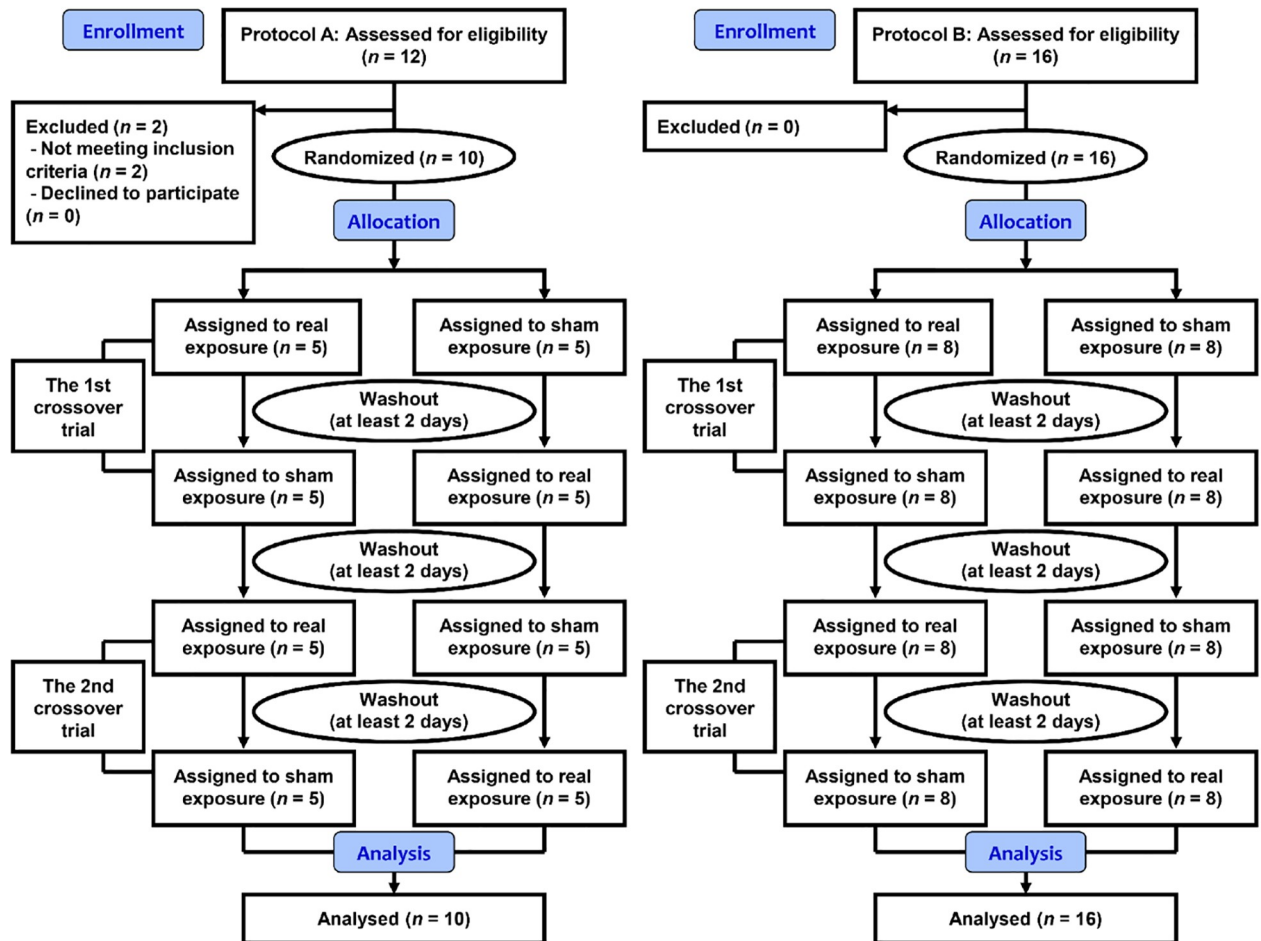 Enrollment
Protocol A: Assessed for eligibility
(n = 12)
Excluded (n = 2)
- Not meeting inclusion
criteria (n = 2)
- Declined to participate
(n = 0)
Randomized (n = 10)
Allocation
Assigned to real
exposure (n = 5)
Assigned to sham
exposure (n = 5)
The 1st
crossover
trial
Washout
(at least 2 days)
Assigned to sham
exposure (n = 5)
Assigned to real
exposure (n = 5)
Washout
(at least 2 days)
Assigned to real
exposure (n = 5)
Assigned to sham
exposure (n = 5)
The 2nd
crossover
trial
Washout
(at least 2 days)
Assigned to sham
exposure (n = 5)
Assigned to real
exposure (n = 5)
Analysis
Analysed (n = 10)
Enrollment
Protocol B: Assessed for eligibility
(n = 16)
Excluded (n = 0)
Randomized (n = 16)
Allocation
Assigned to real
exposure (n = 8)
Assigned to sham
exposure (n = 8)
The 1st
crossover
trial
Washout
(at least 2 days)
Assigned to sham
exposure (n = 8)
Assigned to real
exposure (n = 8)
Washout
(at least 2 days)
Assigned to real
exposure (n = 8)
Assigned to sham
exposure (n = 8)
The 2nd
crossover
trial
Washout
(at least 2 days)
Assigned to sham
exposure (n = 8)
Assigned to real
exposure (n = 8)
Analysis
Analysed (n = 16)